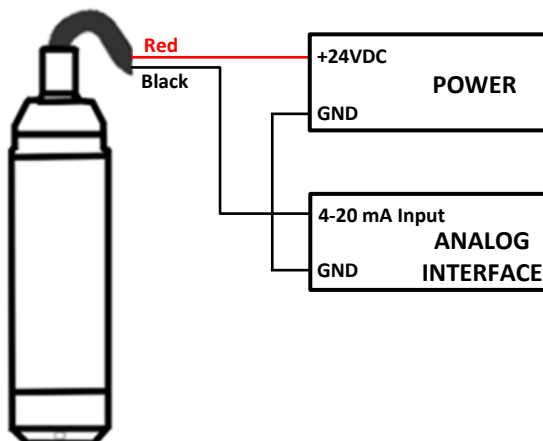 Red
Black
+24VDC
POWER
GND
4-20 mA Input
ANALOG
INTERFACE
GND